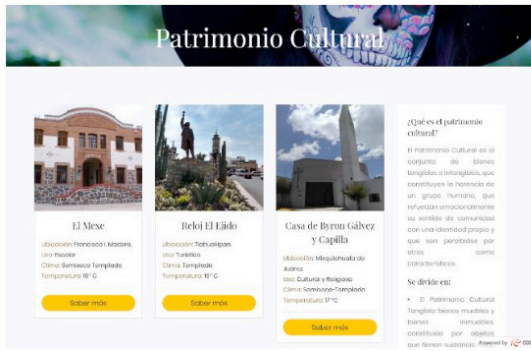 Patrimonio Cultural
El Mexe
Ubicación: Francisco I. Madero.
Uso: Escolar
Clima: Semiseco Templado
Temperatura: 16° C
Saber más
Reloj El Ejido
Ubicación: Tlahuelilpan.
Uso: Turístico
Clima: Templado
Saber más
Casa de Byron Gálvez
y Capilla
Ubicación: Mixquiahuala de
Juárez.
Uso: Cultural y Religioso
Clima: Semiseco-Templado
Temperatura: 17 °C
Saber más
¿Qué es el patrimonio
cultural?
El Patrimonio Cultural es el
conjunto de bienes
tangibles e intangibles, que
constituyen la herencia de
un grupo humano, que
refuerzan emocionalmente
su sentido de comunidad
con una identidad propia y
que son percibidos por
otros como
característicos.
Se divide en:
• El Patrimonio Cultural
Tangible bienes muebles y
bienes inmuebles,
constituido por objetos
que tienen sustancia
Powered by